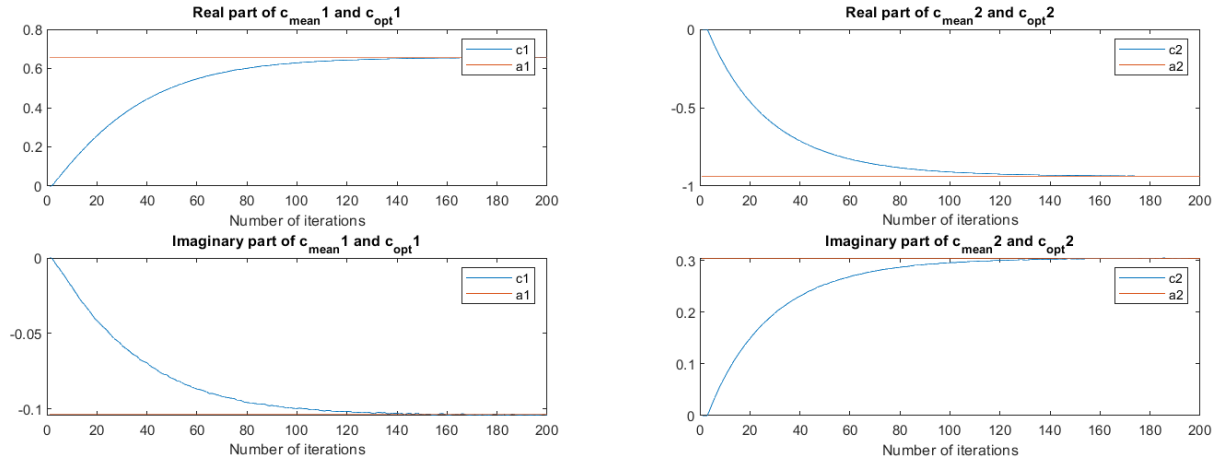 Real part of c_mean1 and c_opt1
0.8
0.6
0.4
0.2
0
c1
a1
0 20 40 60 80 100 120 140 160 180 200
Number of iterations
Real part of c_mean2 and c_opt2
0
-0.5
-1
c2
a2
0 20 40 60 80 100 120 140 160 180 200
Number of iterations
Imaginary part of c_mean1 and c_opt1
0
-0.05
-0.1
c1
a1
0 20 40 60 80 100 120 140 160 180 200
Number of iterations
Imaginary part of c_mean2 and c_opt2
0.3
0.2
0.1
0
c2
a2
0 20 40 60 80 100 120 140 160 180 200
Number of iterations